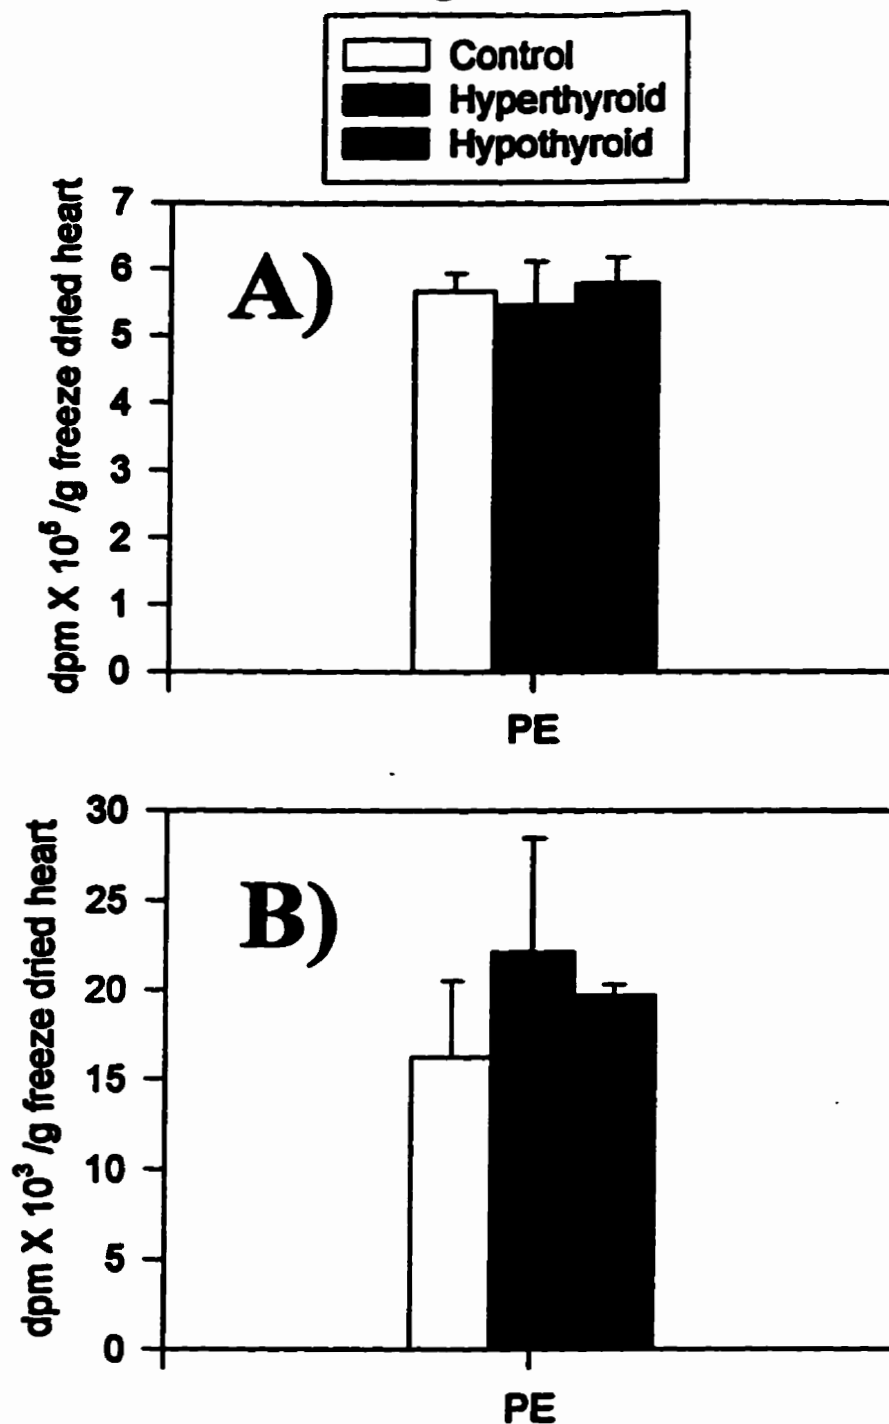 Control
Hyperthyroid
Hypothyroid
dpm X 10⁵ /g freeze dried heart
7
6
5
4
3
2
1
0
A)
PE
dpm X 10³ /g freeze dried heart
30
25
20
15
10
5
0
B)
PE